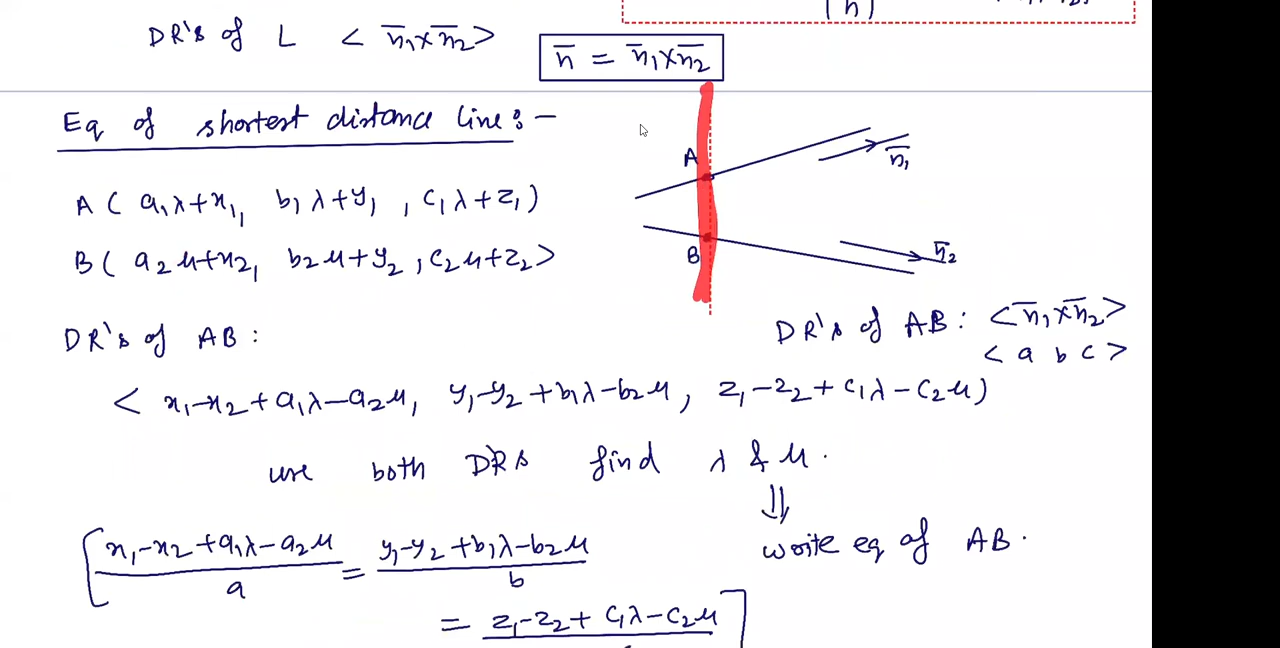 (n̄)
DR's of L < n̄₁×n̄₂>
n̄ = n̄₁×n̄₂
Eq of shortest distance line: -
A
n̄₁
A ( a₁λ+x₁, b₁λ+y₁, c₁λ+z₁)
B ( a₂μ+x₂, b₂μ+y₂, c₂μ+z₂>
B
n̄₂
DR's of AB:
DR's of AB: <n̄₁×n̄₂>
< a b c >
< x₁-x₂+a₁λ-a₂μ, y₁-y₂+b₁λ-b₂μ, z₁-z₂+c₁λ-c₂μ)
use both DRs find λ & μ.
⇓
write eq of AB.
[ x₁-x₂+a₁λ-a₂μ / a = y₁-y₂+b₁λ-b₂μ / b
= z₁-z₂+c₁λ-c₂μ ]